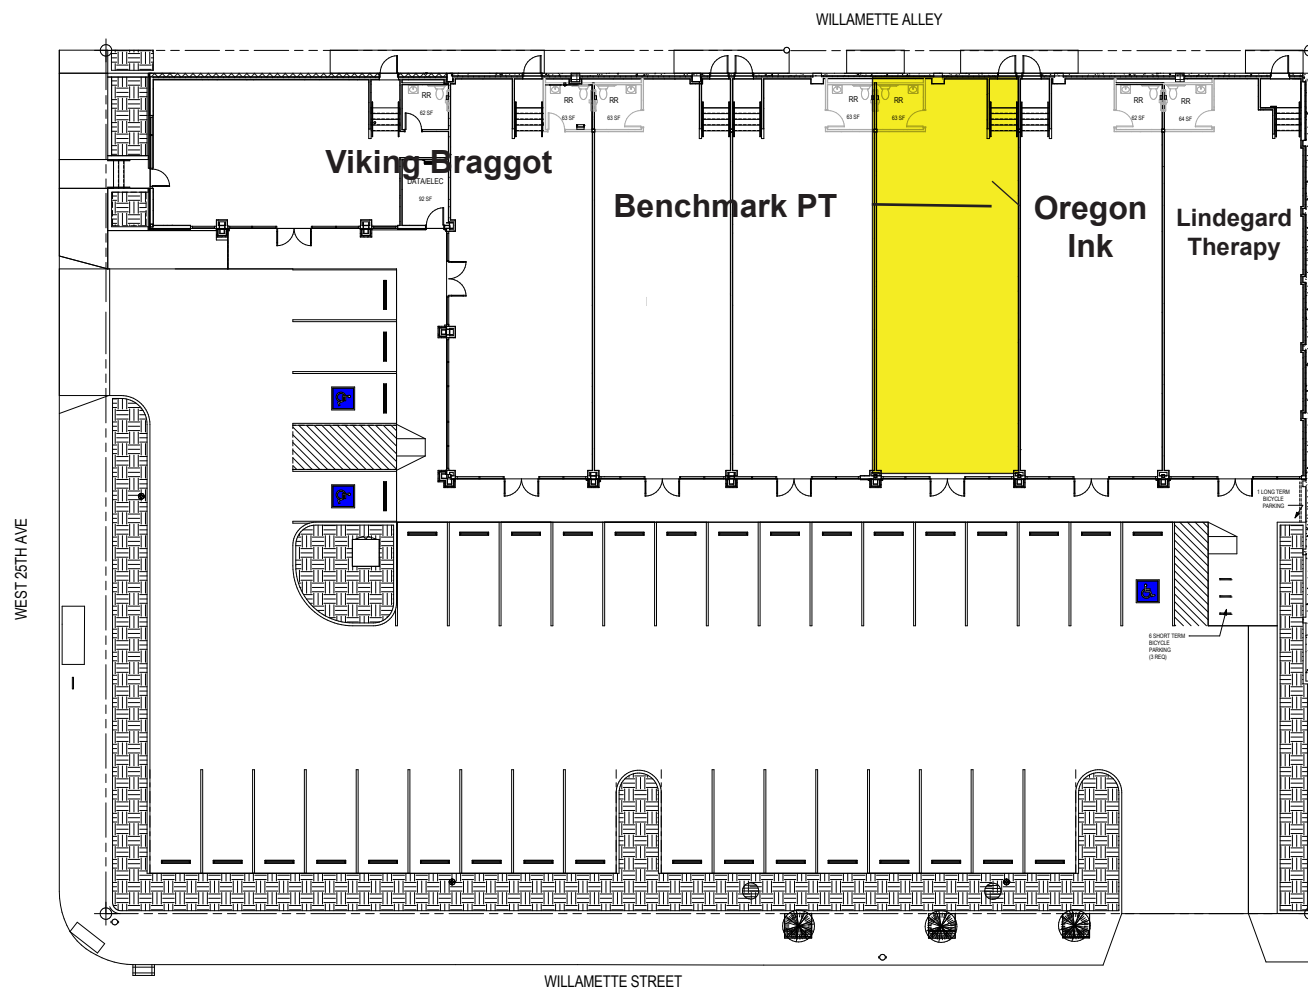 WILLAMETTE ALLEY
RR
62 SF
RR
63 SF
RR
63 SF
RR
63 SF
RR
63 SF
RR
62 SF
RR
64 SF
Viking Braggot
DATA/ELEC
92 SF
Benchmark PT
Oregon
Ink
Lindegard
Therapy
1 LONG TERM
BICYCLE
PARKING
WEST 25TH AVE
6 SHORT TERM
BICYCLE
PARKING
(3 REQ)
WILLAMETTE STREET